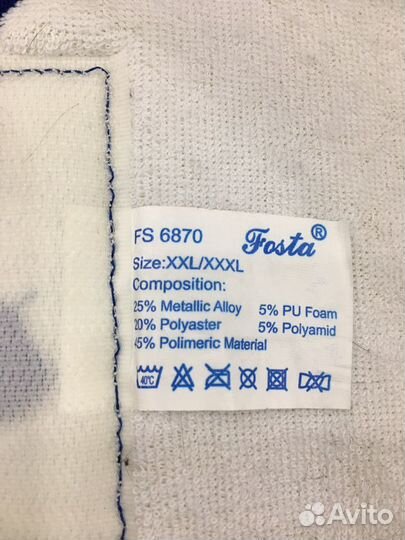 FS 6870 Fosta®
Size:XXL/XXXL
Composition:
25% Metallic Alloy 5% PU Foam
20% Polyaster 5% Polyamid
45% Polimeric Material
40°C
Avito